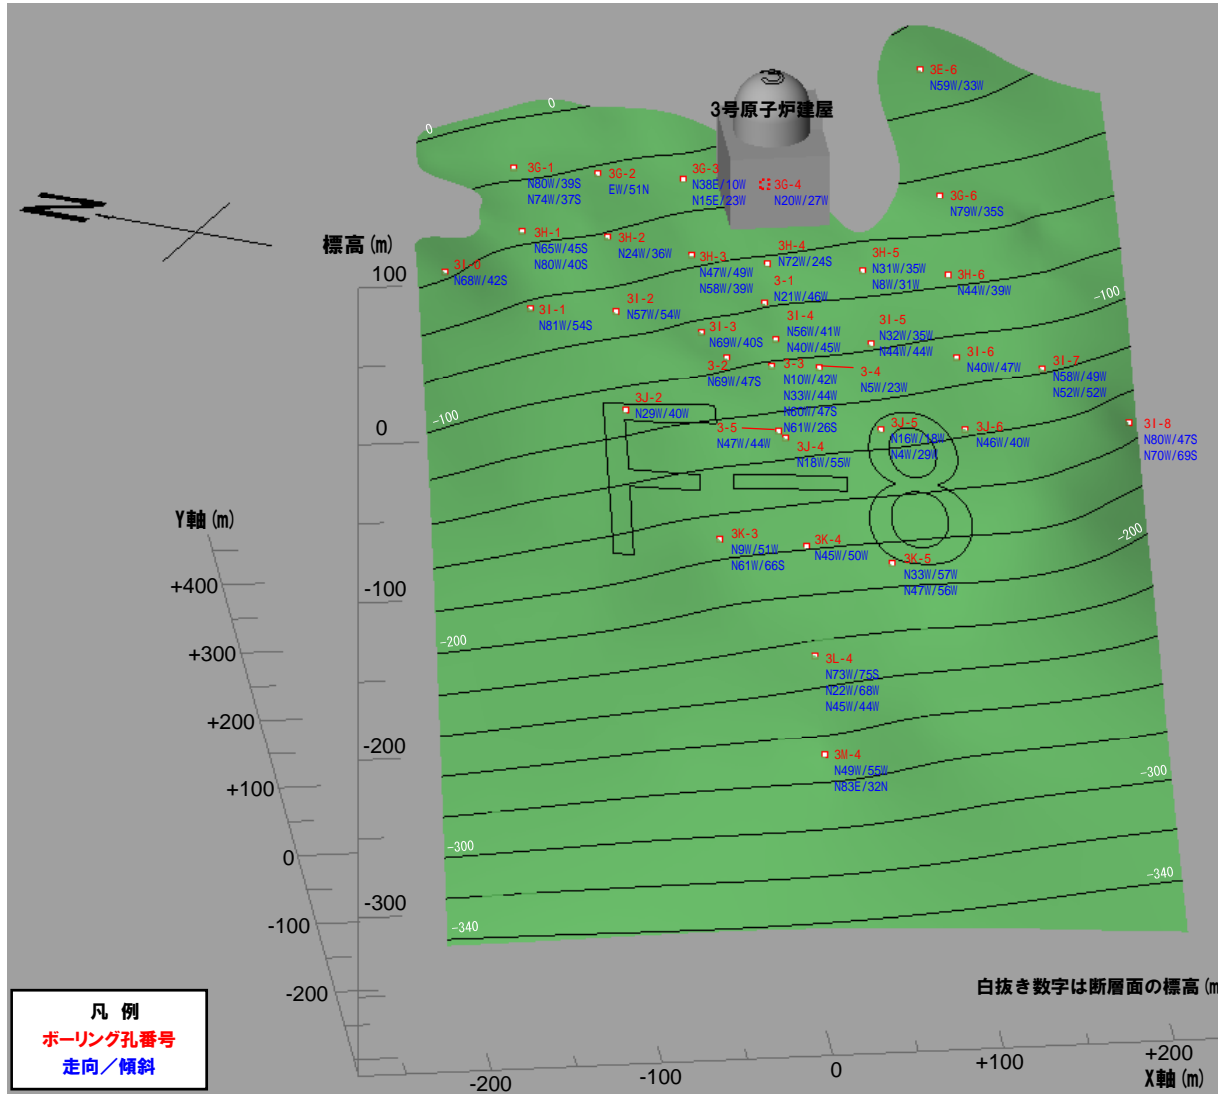 3E-6
N59W/33W
0
0
3
3号原子炉建屋
3G-1
N80W/39S
N74W/37S
3G-2
EW/51N
3G-3
N38E/10W
N15E/23W
3G-4
N20W/27W
3G-6
N79W/35S
N
標高(m)
3H-1
N65W/45S
N80W/40S
3H-2
N24W/36W
3H-3
N47W/49W
N58W/39W
3H-4
N72W/24S
3H-5
N31W/35W
N8W/31W
3H-6
N44W/39W
3I-0
N68W/42S
100
3-1
N21W/46W
-100
3I-1
N81W/54S
3I-2
N57W/54W
3I-3
N69W/40S
3I-4
N56W/41W
N40W/45W
3I-5
N32W/35W
N44W/44W
3I-6
N40W/47W
3I-7
N58W/49W
N52W/52W
3-2
N69W/47S
3-3
N10W/42W
N33W/44W
N60W/47S
N61W/26S
3-4
N5W/23W
3J-2
N29W/40W
-100
0
3-5
N47W/44W
3J-4
N18W/55W
3J-5
N16W/18W
N4W/29W
3J-6
N46W/40W
3I-8
N80W/47S
N70W/69S
F-8
Y軸(m)
3K-3
N9W/51W
N61W/66S
3K-4
N45W/50W
3K-5
N33W/57W
N47W/56W
-200
+400
-100
-200
+300
3L-4
N73W/75S
N22W/68W
N45W/44W
+200
-200
3M-4
N49W/55W
N83E/32N
-300
+100
-300
0
-340
-300
-100
-340
-200
白抜き数字は断層面の標高(m
凡 例
ボーリング孔番号
走向/傾斜
-200
-100
0
+100
+200
X軸(m)